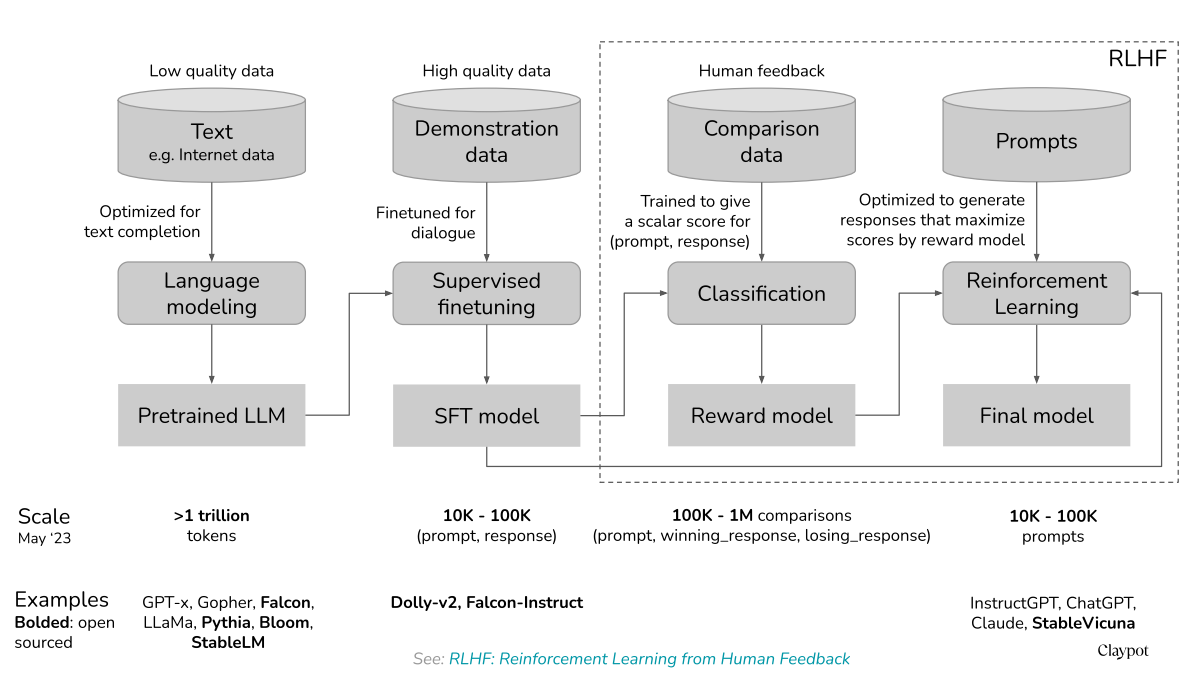 RLHF
Low quality data
High quality data
Human feedback
Text
e.g. Internet data
Demonstration
data
Comparison
data
Prompts
Optimized for
text completion
Finetuned for
dialogue
Trained to give
a scalar score for
(prompt, response)
Optimized to generate
responses that maximize
scores by reward model
Language
modeling
Supervised
finetuning
Classification
Reinforcement
Learning
Pretrained LLM
SFT model
Reward model
Final model
Scale
May ‘23
>1 trillion
tokens
10K - 100K
(prompt, response)
100K - 1M comparisons
(prompt, winning_response, losing_response)
10K - 100K
prompts
Examples
Bolded: open
sourced
GPT-x, Gopher, Falcon,
LLaMa, Pythia, Bloom,
StableLM
Dolly-v2, Falcon-Instruct
InstructGPT, ChatGPT,
Claude, StableVicuna
See: RLHF: Reinforcement Learning from Human Feedback
Claypot